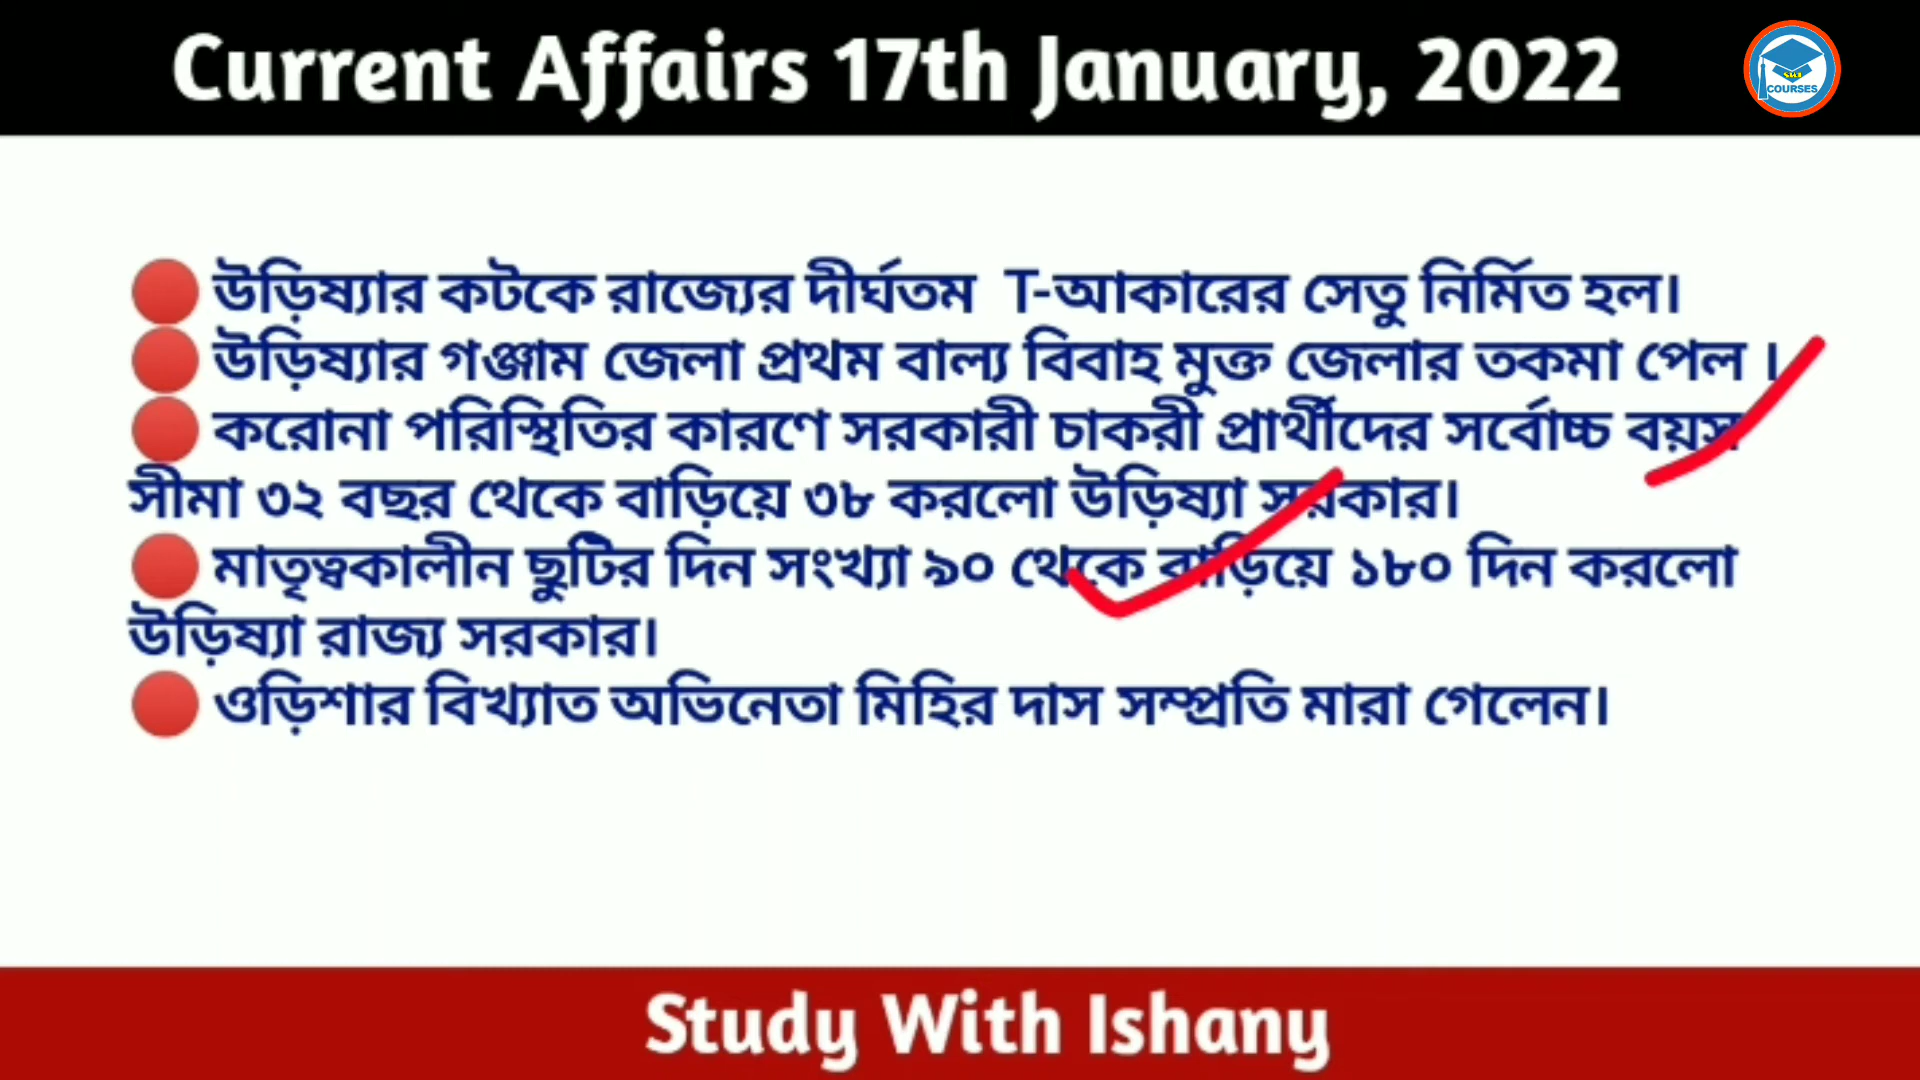 Current Affairs 17th January, 2022
SWI
COURSES
উড়িষ্যার কটকে রাজ্যের দীর্ঘতম T-আকারের সেতু নির্মিত হল।
উড়িষ্যার গঞ্জাম জেলা প্রথম বাল্য বিবাহ মুক্ত জেলার তকমা পেল ।
করোনা পরিস্থিতির কারণে সরকারী চাকরী প্রার্থীদের সর্বোচ্চ বয়স
সীমা ৩২ বছর থেকে বাড়িয়ে ৩৮ করলো উড়িষ্যা সরকার।
মাতৃত্বকালীন ছুটির দিন সংখ্যা ৯০ থেকে বাড়িয়ে ১৮০ দিন করলো
উড়িষ্যা রাজ্য সরকার।
ওড়িশার বিখ্যাত অভিনেতা মিহির দাস সম্প্রতি মারা গেলেন।
Study With Ishany